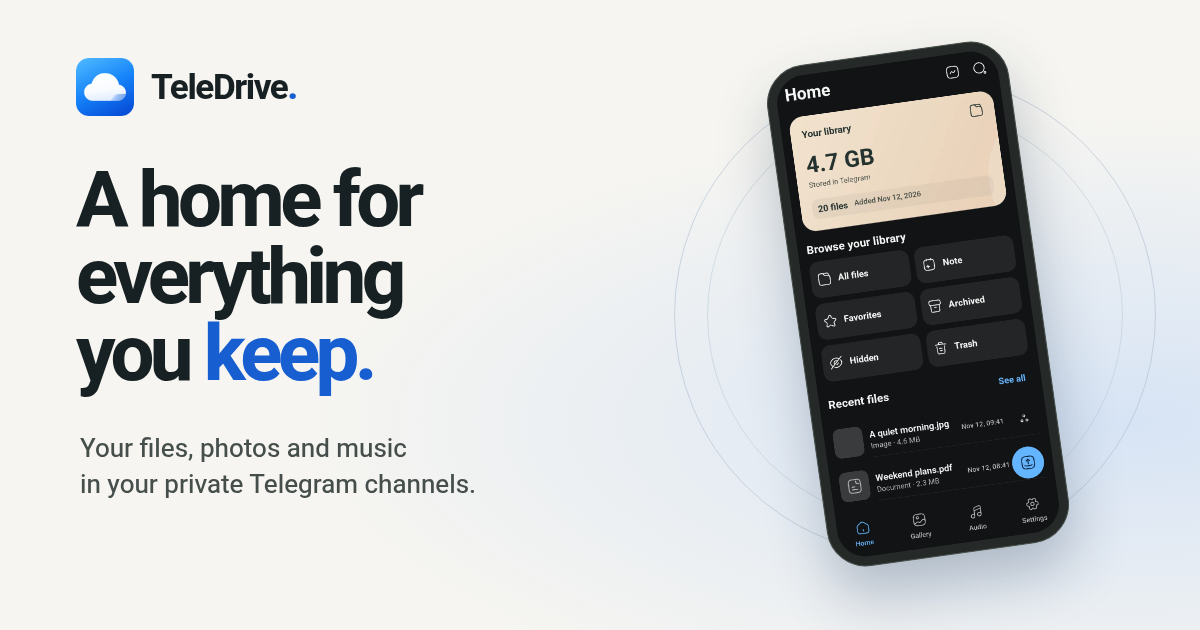 TeleDrive.
A home for
everything
you keep.
Your files, photos and music
in your private Telegram channels.
Home
Your library
4.7 GB
Stored in Telegram
20 files Added Nov 12, 2026
Browse your library
All files
Note
Favorites
Archived
Hidden
Trash
Recent files
See all
A quiet morning.jpg
Nov 12, 09:41
Image · 4.6 MB
Weekend plans.pdf
Nov 12, 08:41
Document · 2.3 MB
Home
Gallery
Audio
Settings